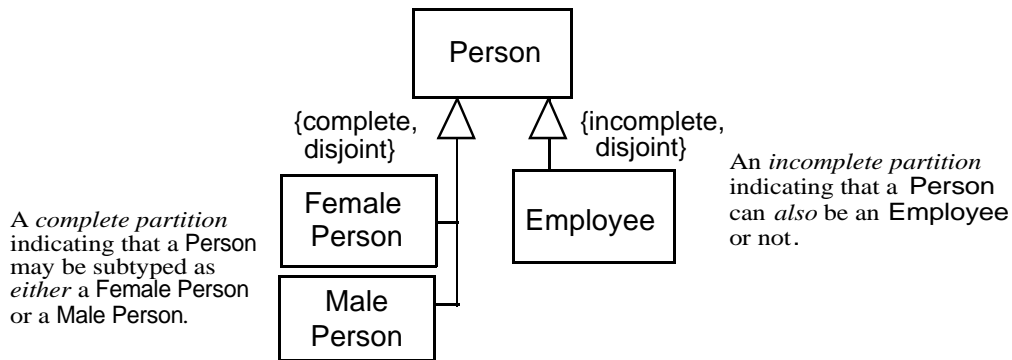 Person
{complete,
disjoint}
{incomplete,
disjoint}
An incomplete partition
indicating that a Person
can also be an Employee
or not.
Female
Person
Employee
A complete partition
indicating that a Person
may be subtyped as
either a Female Person
or a Male Person.
Male
Person